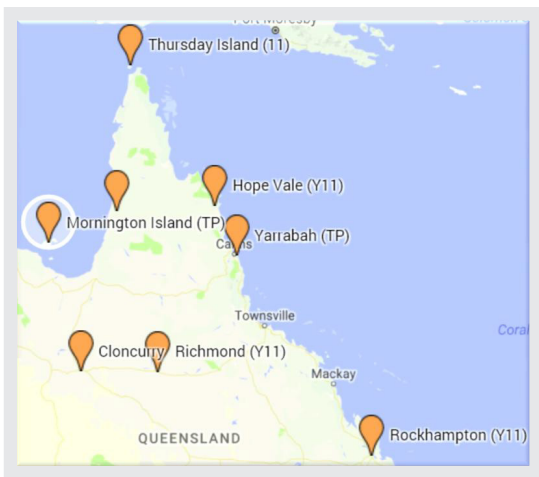 Port Moresby
Thursday Island (11)
Hope Vale (Y11)
Mornington Island (TP)
Yarrabah (TP)
Cairns
Townsville
Coral
Cloncurry
Richmond (Y11)
Mackay
Rockhampton (Y11)
QUEENSLAND